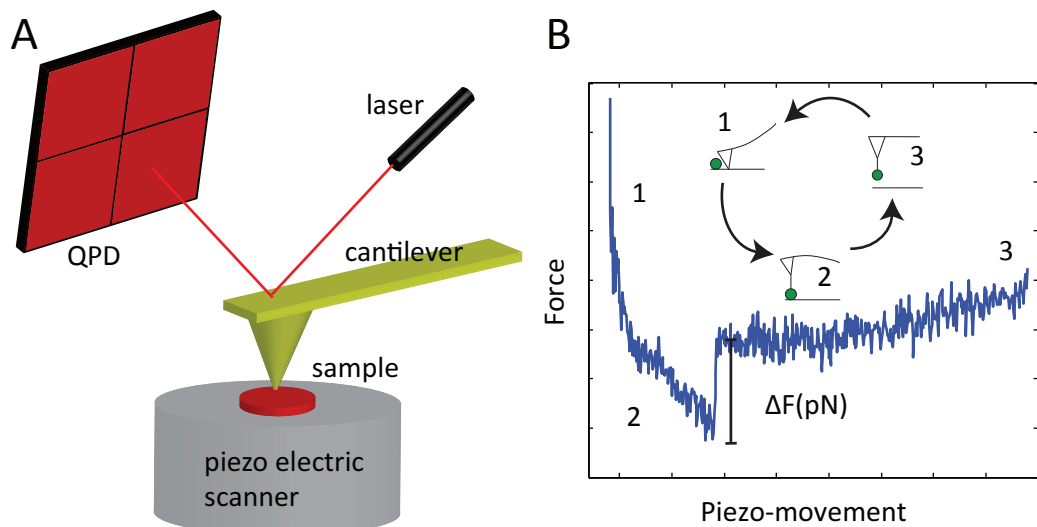 A
laser
QPD
cantilever
sample
piezo electric
scanner
B
1
1
3
2
3
2
ΔF(pN)
Force
Piezo-movement